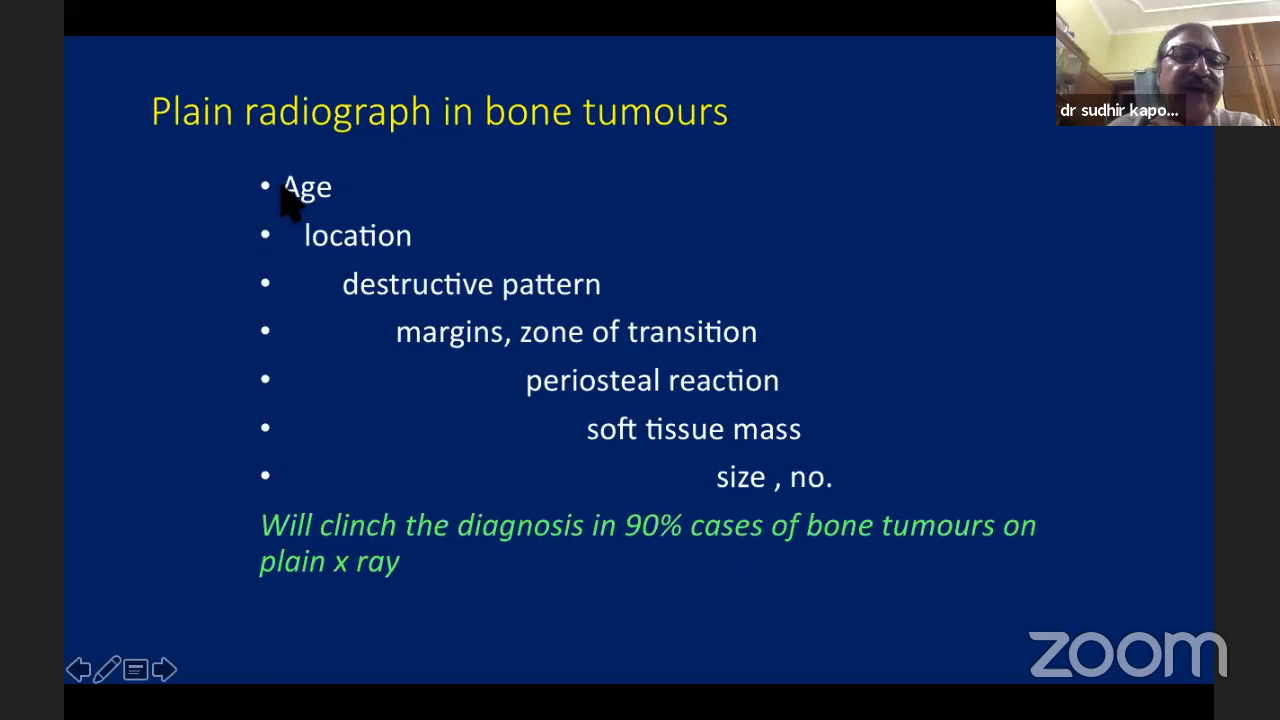 Plain radiograph in bone tumours
dr sudhir kapo...
• Age
• location
• destructive pattern
• margins, zone of transition
• periosteal reaction
• soft tissue mass
• size , no.
Will clinch the diagnosis in 90% cases of bone tumours on
plain x ray
zoom